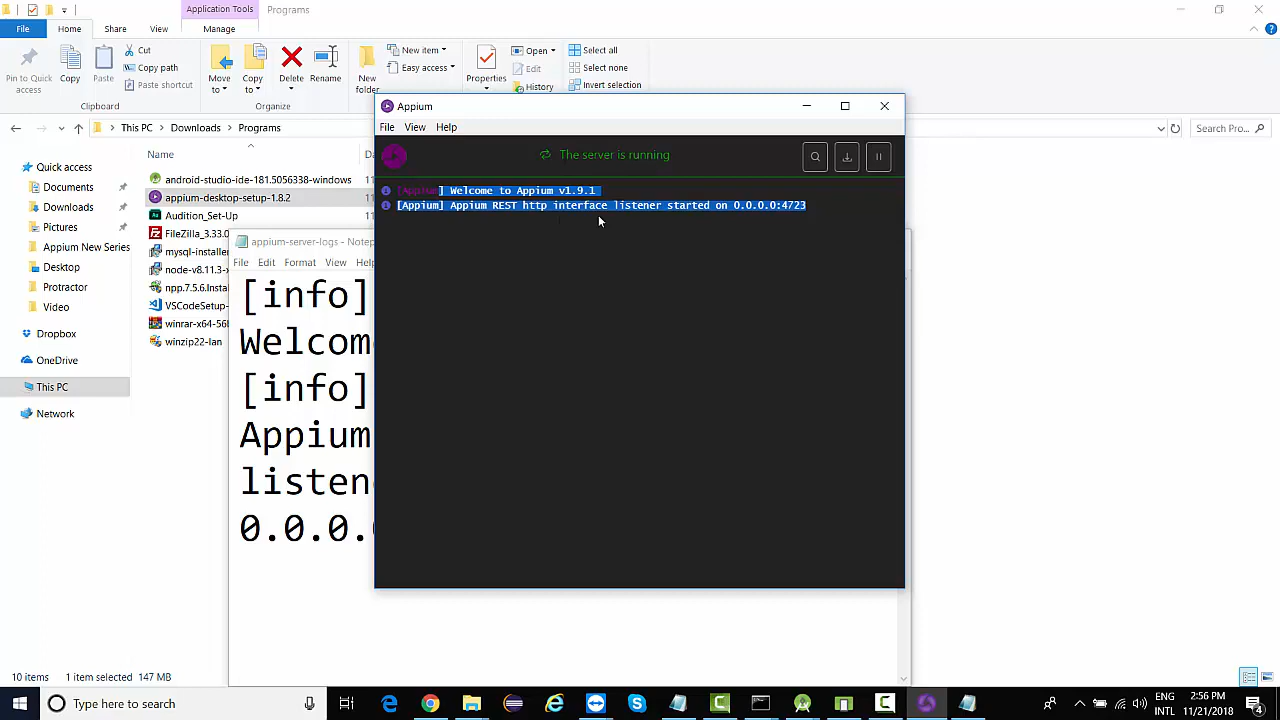 Application Tools
Programs
File
Home
Share
View
Manage
Pin to Quick access
Copy
Paste
Cut
Copy path
Paste shortcut
Clipboard
Move to
Copy to
Delete
Rename
Organize
New folder
New item
Easy access
Properties
Open
Edit
History
Select all
Select none
Invert selection
This PC
Downloads
Programs
Search Pro...
Quick access
Documents
Downloads
Pictures
Appium New Series
Desktop
Protractor
Video
Dropbox
OneDrive
This PC
Network
Name
android-studio-ide-181.5056338-windows
appium-desktop-setup-1.8.2
Audition_Set-Up
FileZilla_3.33.0
mysql-installer
node-v8.11.3-x
npp.7.5.6.Instal
VSCodeSetup-
winrar-x64-56
winzip22-lan
appium-server-logs - Notep
File Edit Format View Help
[info]
Welcome
[info]
Appium
listen
0.0.0.
Appium
File View Help
The server is running
[Appium] Welcome to Appium v1.9.1
[Appium] Appium REST http interface listener started on 0.0.0.0:4723
10 items 1 item selected 147 MB
Type here to search
ENG
INTL
2:56 PM
11/21/2018
4